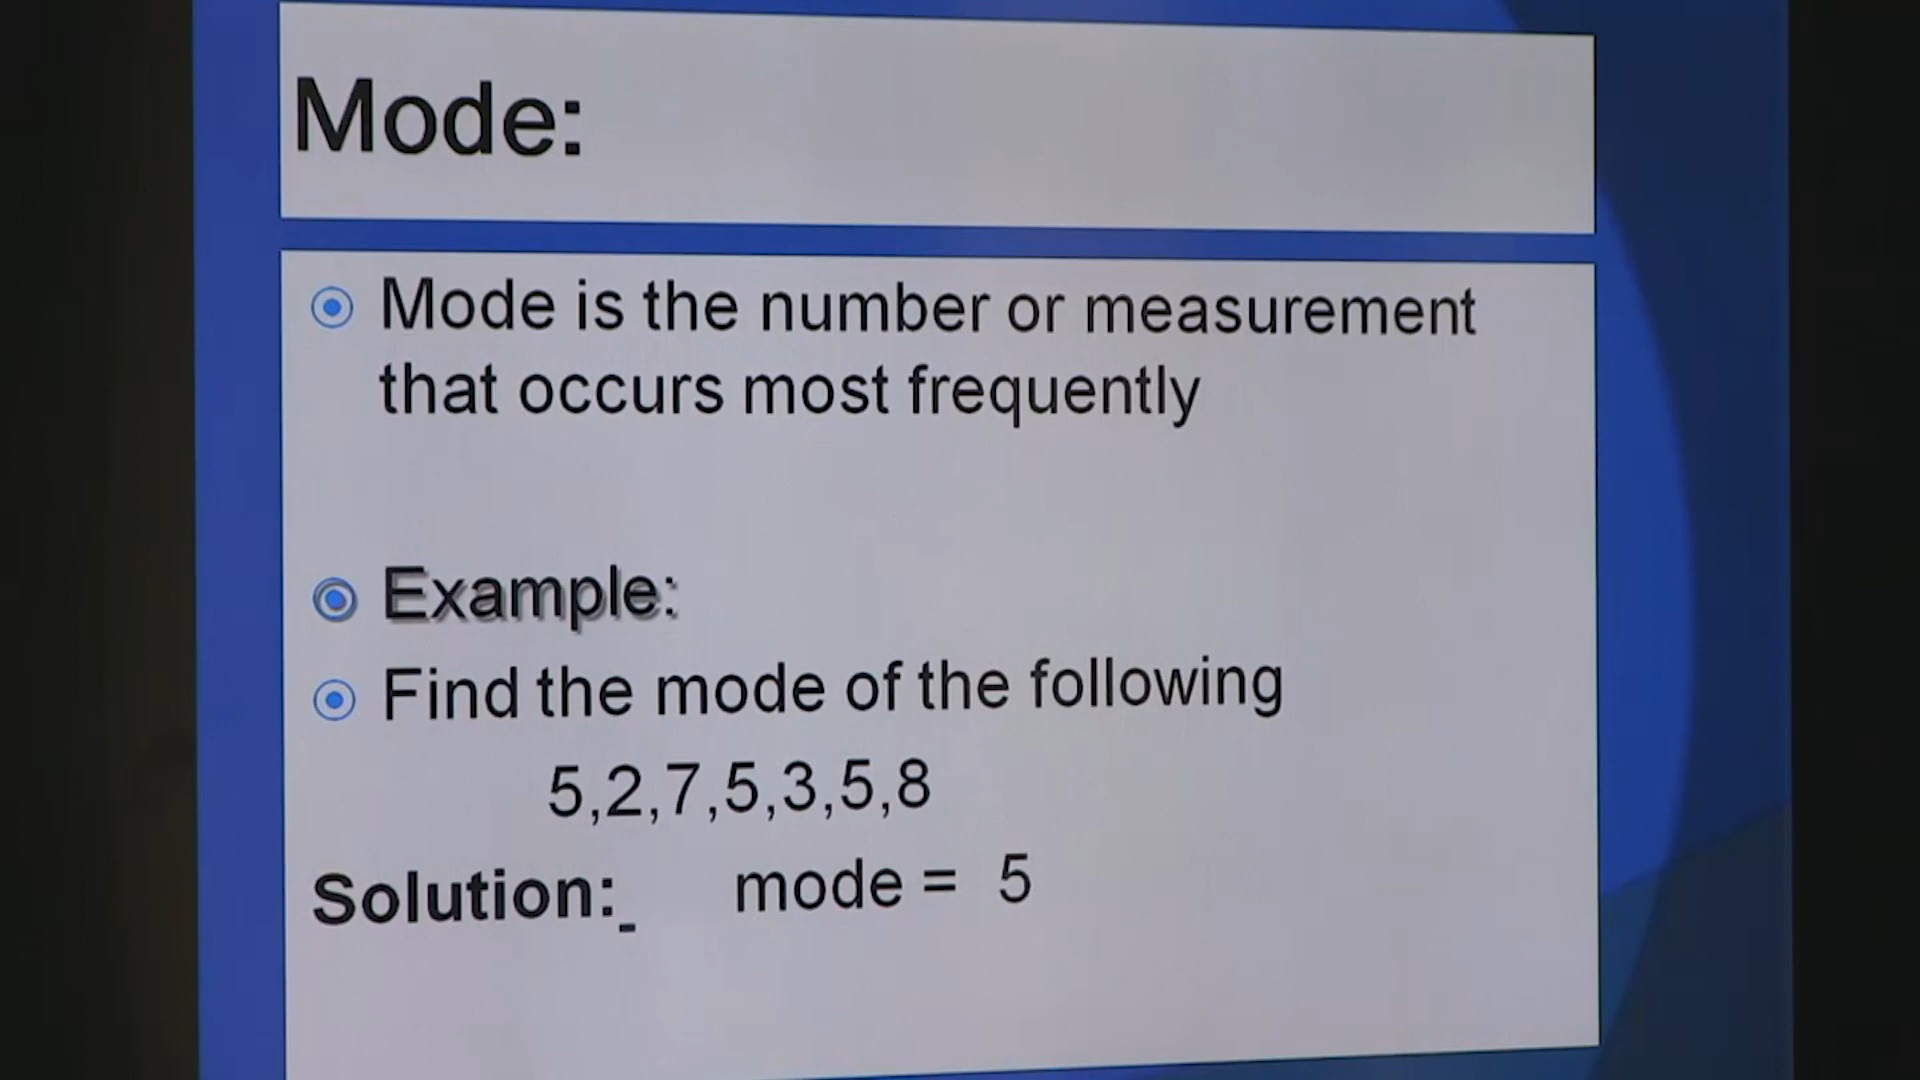 Mode:
Mode is the number or measurement
that occurs most frequently
Example:
Find the mode of the following
5,2,7,5,3,5,8
Solution: mode = 5